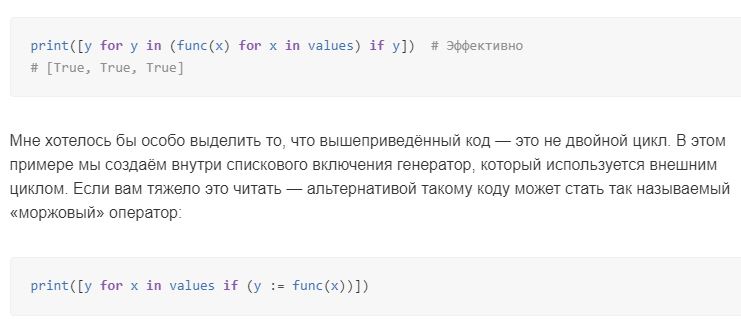 print([y for y in (func(x) for x in values) if y])  # Эффективно
# [True, True, True]
Мне хотелось бы особо выделить то, что вышеприведённый код — это не двойной цикл. В этом
примере мы создаём внутри спискового включения генератор, который используется внешним
циклом. Если вам тяжело это читать — альтернативой такому коду может стать так называемый
«моржовый» оператор:
print([y for x in values if (y := func(x))])